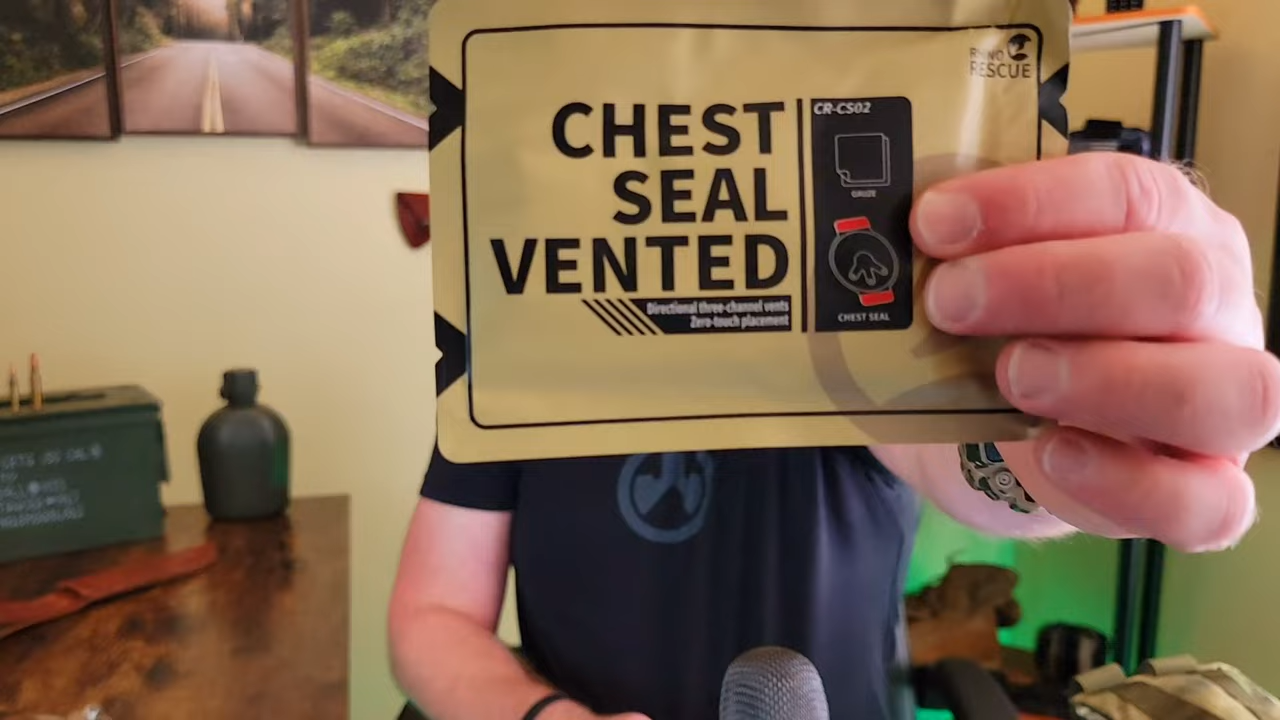 RHINO
RESCUE
CHEST
SEAL
VENTED
Directional three-channel vents
Zero-touch placement
CR-CS02
GAUZE
CHEST SEAL